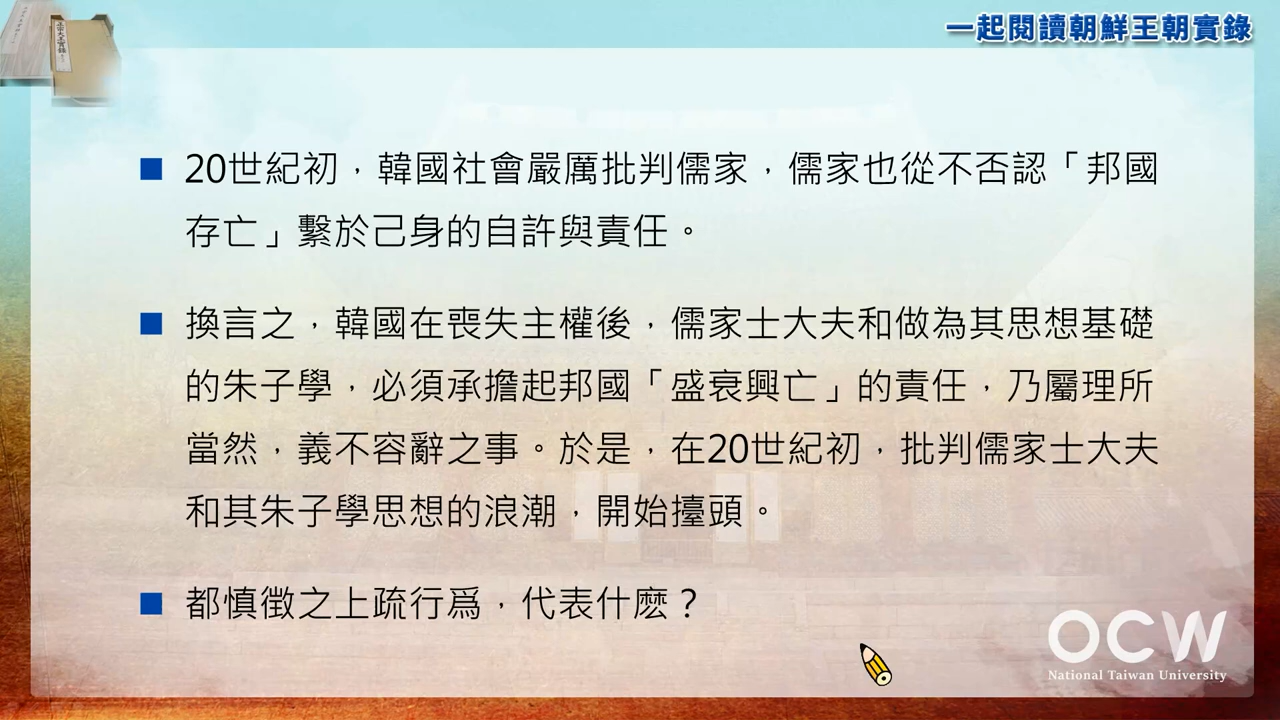 一起閱讀朝鮮王朝實錄
20世紀初，韓國社會嚴厲批判儒家，儒家也從不否認「邦國
存亡」繫於己身的自許與責任。
換言之，韓國在喪失主權後，儒家士大夫和做為其思想基礎
的朱子學，必須承擔起邦國「盛衰興亡」的責任，乃屬理所
當然，義不容辭之事。於是，在20世紀初，批判儒家士大夫
和其朱子學思想的浪潮，開始擡頭。
都慎徵之上疏行爲，代表什麽？
OCW
National Taiwan University